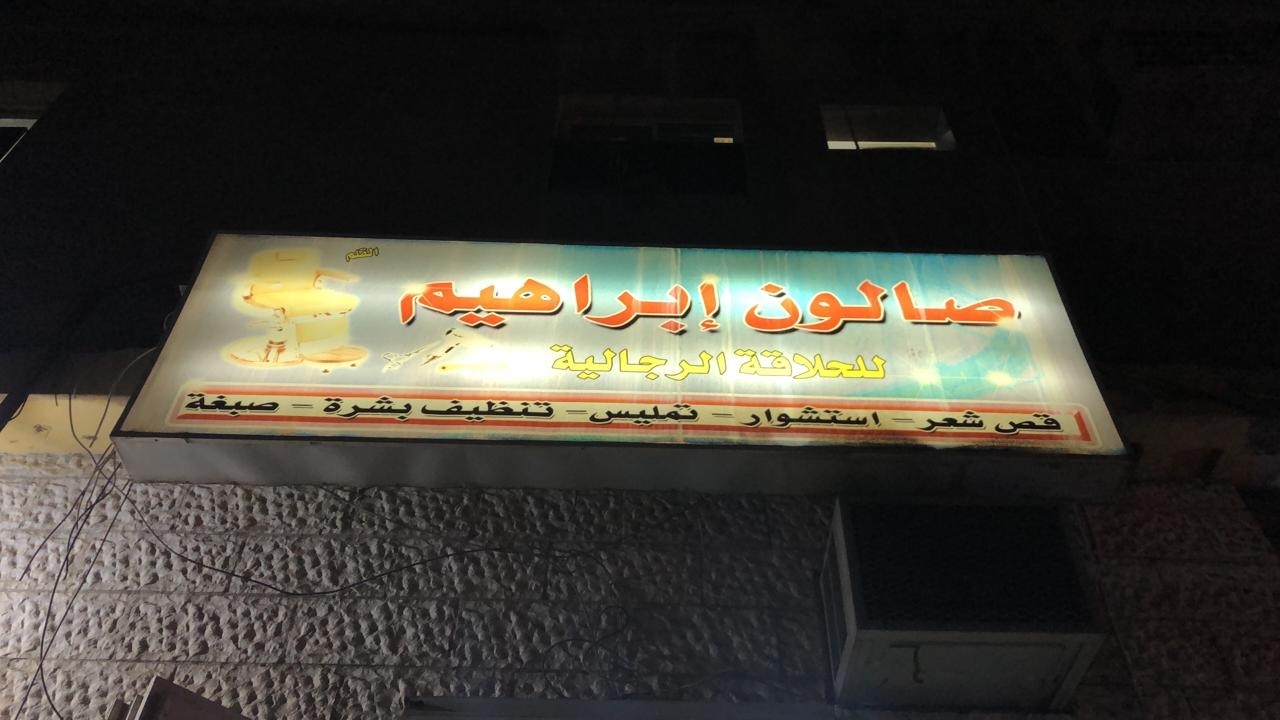 صالون إبراهيم
للحلاقة الرجالية
قص شعر - استشوار - تمليس - تنظيف بشرة - صبغة